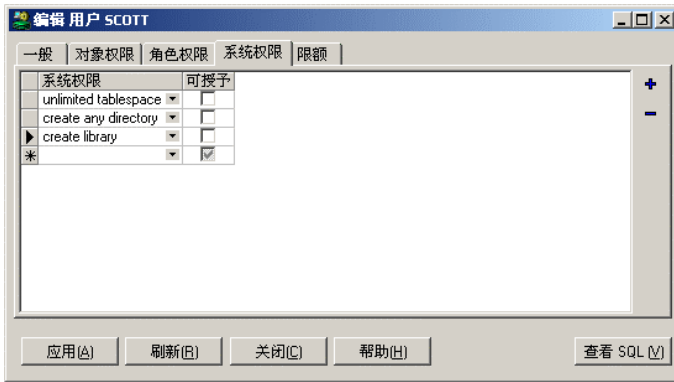 编辑 用户 SCOTT
一般 对象权限 角色权限 系统权限 限额
系统权限 可授予
unlimited tablespace
create any directory
create library
应用(A) 刷新(R) 关闭(C) 帮助(H) 查看 SQL (V)